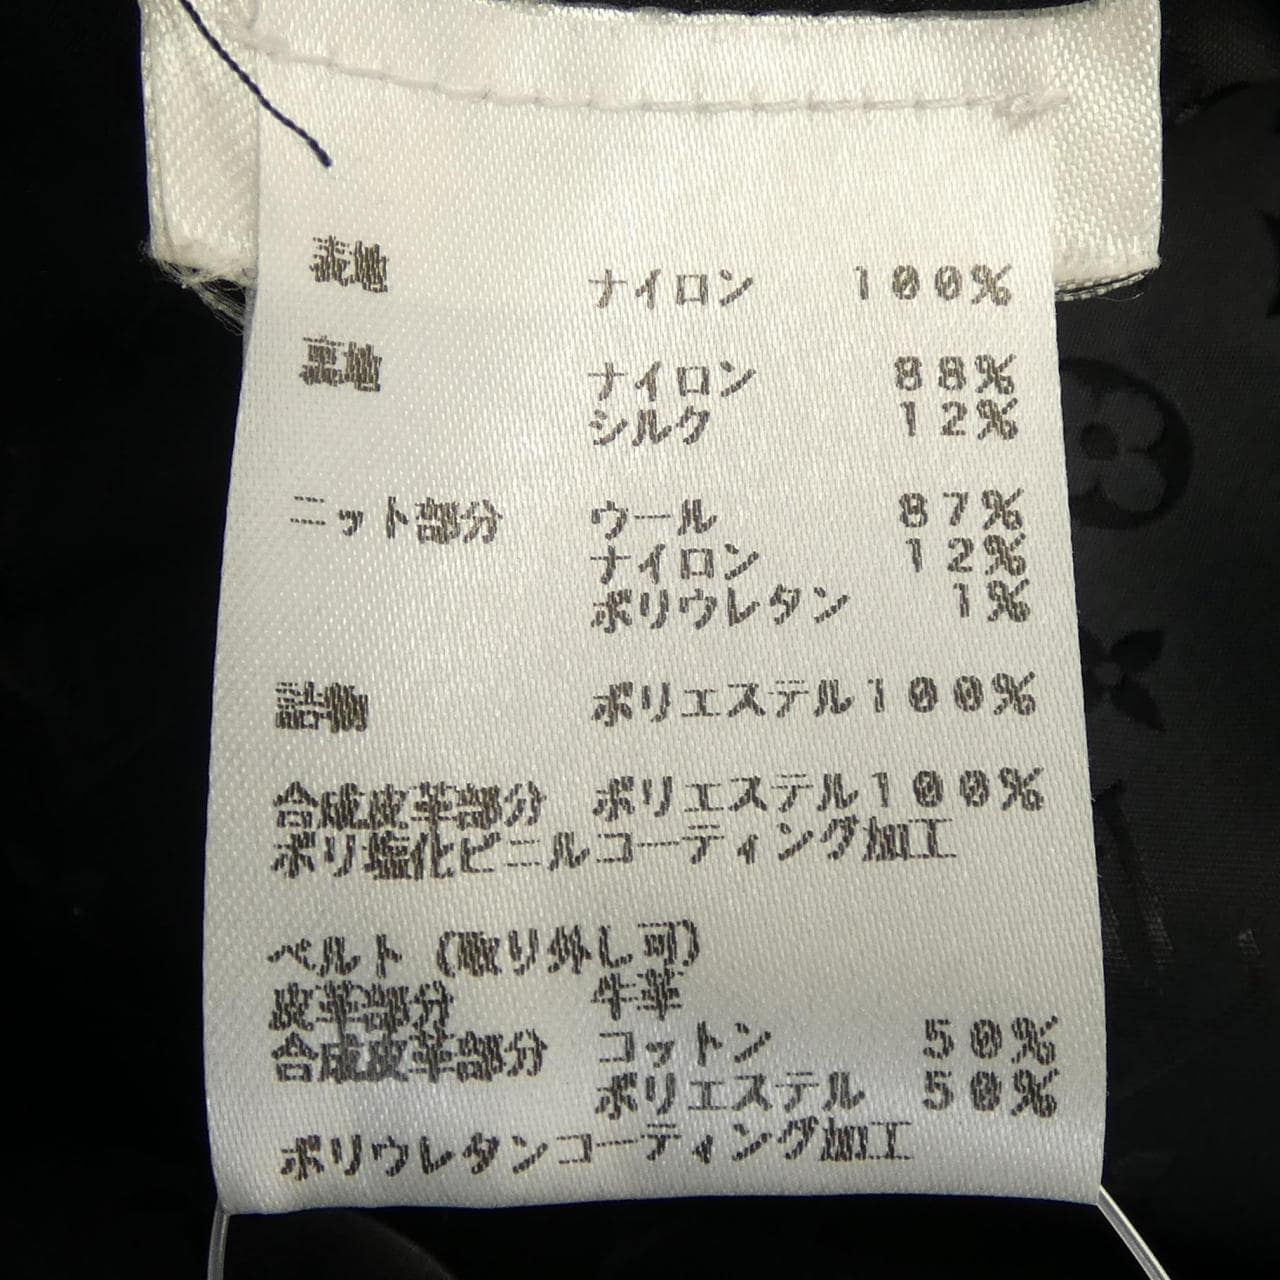 表地 ナイロン 100%
裏地 ナイロン 88%
シルク 12%
ニット部分 ウール 87%
ナイロン 12%
ポリウレタン 1%
詰物 ポリエステル100%
合成皮革部分 ポリエステル100%
ポリ塩化ビニルコーティング加工
ベルト(取り外し可)
皮革部分 牛革
合成皮革部分 コットン 50%
ポリエステル 50%
ポリウレタンコーティング加工